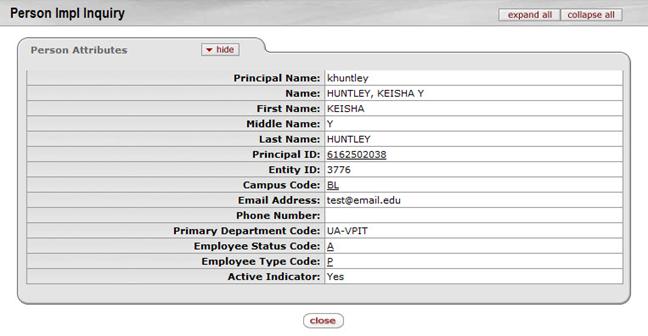 Person Impl Inquiry
expand all collapse all
Person Attributes hide
Principal Name: khuntley
Name: HUNTLEY, KEISHA Y
First Name: KEISHA
Middle Name: Y
Last Name: HUNTLEY
Principal ID: 6162502038
Entity ID: 3776
Campus Code: BL
Email Address: test@email.edu
Phone Number:
Primary Department Code: UA-VPIT
Employee Status Code: A
Employee Type Code: P
Active Indicator: Yes
close